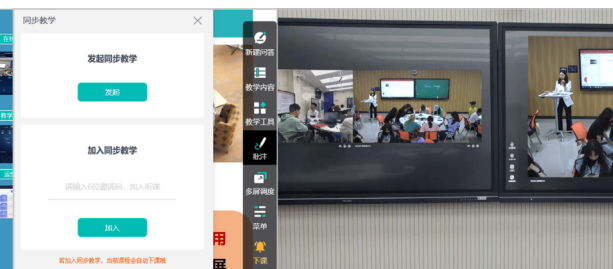 同步教学
发起同步教学
发起
加入同步教学
请输入6位邀请码，加入听课
加入
若加入同步教学，当前课程会自动下课哦
新建问答
教学内容
教学工具
批注
多屏调度
菜单
下课
用
展